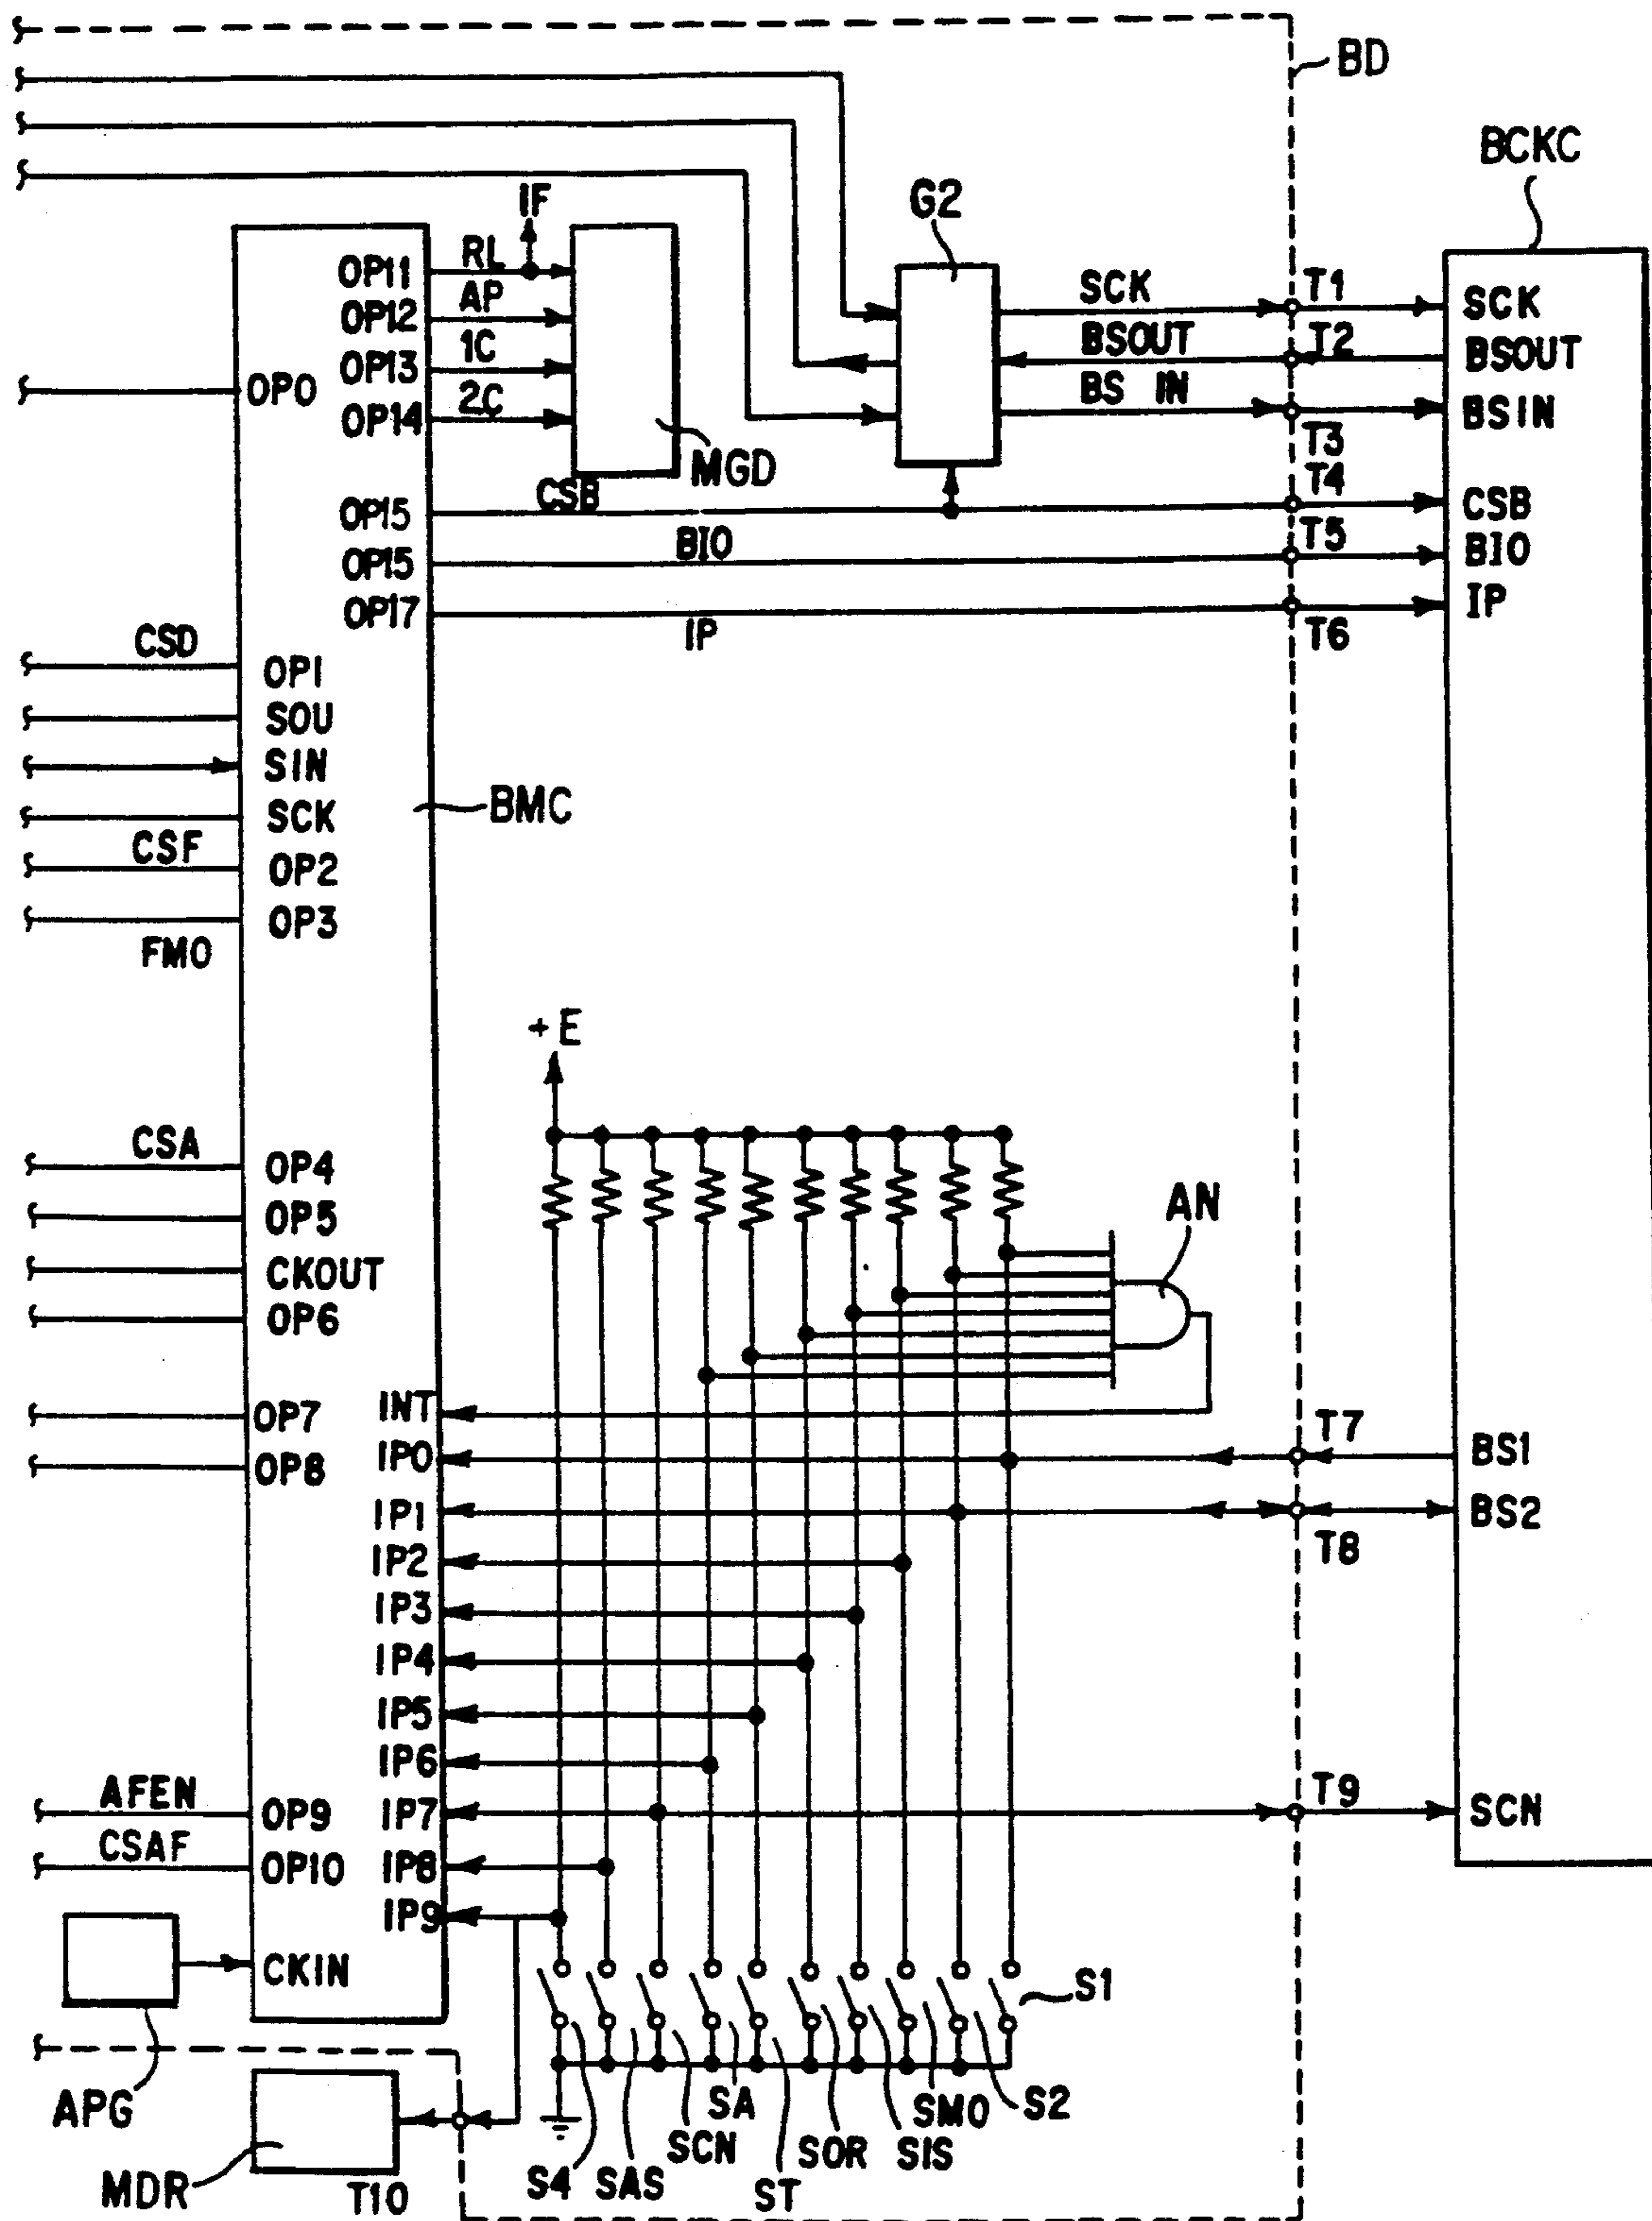 BD
BCKC
IF
G2
RL
OP11
AP
OP12
1C
OP13
2C
OP14
OP0
MGD
SCK
T1
SCK
BSOUT
T2
BSOUT
BS IN
T3
BSIN
CSB
OP15
T4
CSB
BIO
OP15
T5
BIO
OP17
IP
T6
IP
CSD
OP1
SOU
SIN
SCK
BMC
CSF
OP2
OP3
FMO
+E
CSA
OP4
OP5
CKOUT
OP6
AN
OP7
OP8
INT
IP0
T7
BS1
IP1
T8
BS2
IP2
IP3
IP4
IP5
IP6
AFEN
OP9
IP7
T9
SCN
CSAF
OP10
IP8
IP9
CKIN
S1
APG
SA
SMO
S2
SCN
SOR
SIS
MDR
T10
S4
SAS
ST